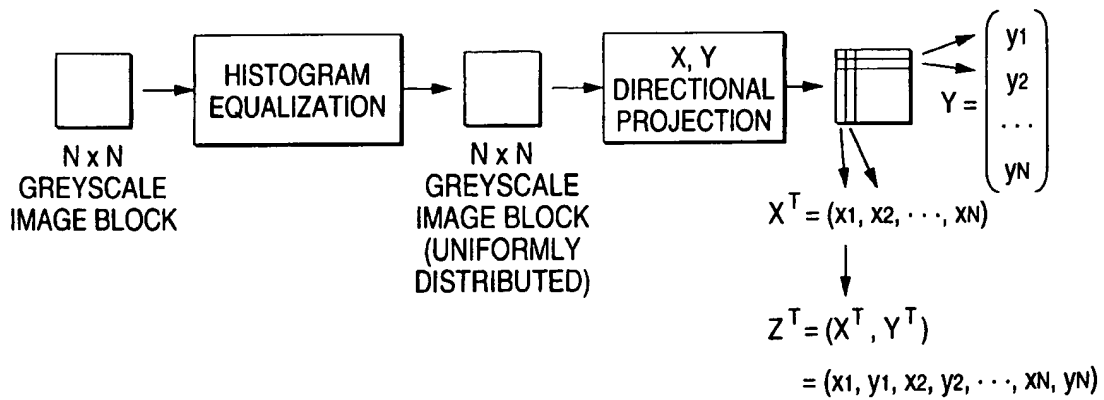 N x N
GREYSCALE
IMAGE BLOCK
HISTOGRAM
EQUALIZATION
N x N
GREYSCALE
IMAGE BLOCK
(UNIFORMLY
DISTRIBUTED)
X, Y
DIRECTIONAL
PROJECTION
Y =
y1
y2
...
yN
X^T = (x1, x2, ..., xN)
Z^T = (X^T, Y^T)
= (x1, y1, x2, y2, ..., xN, yN)